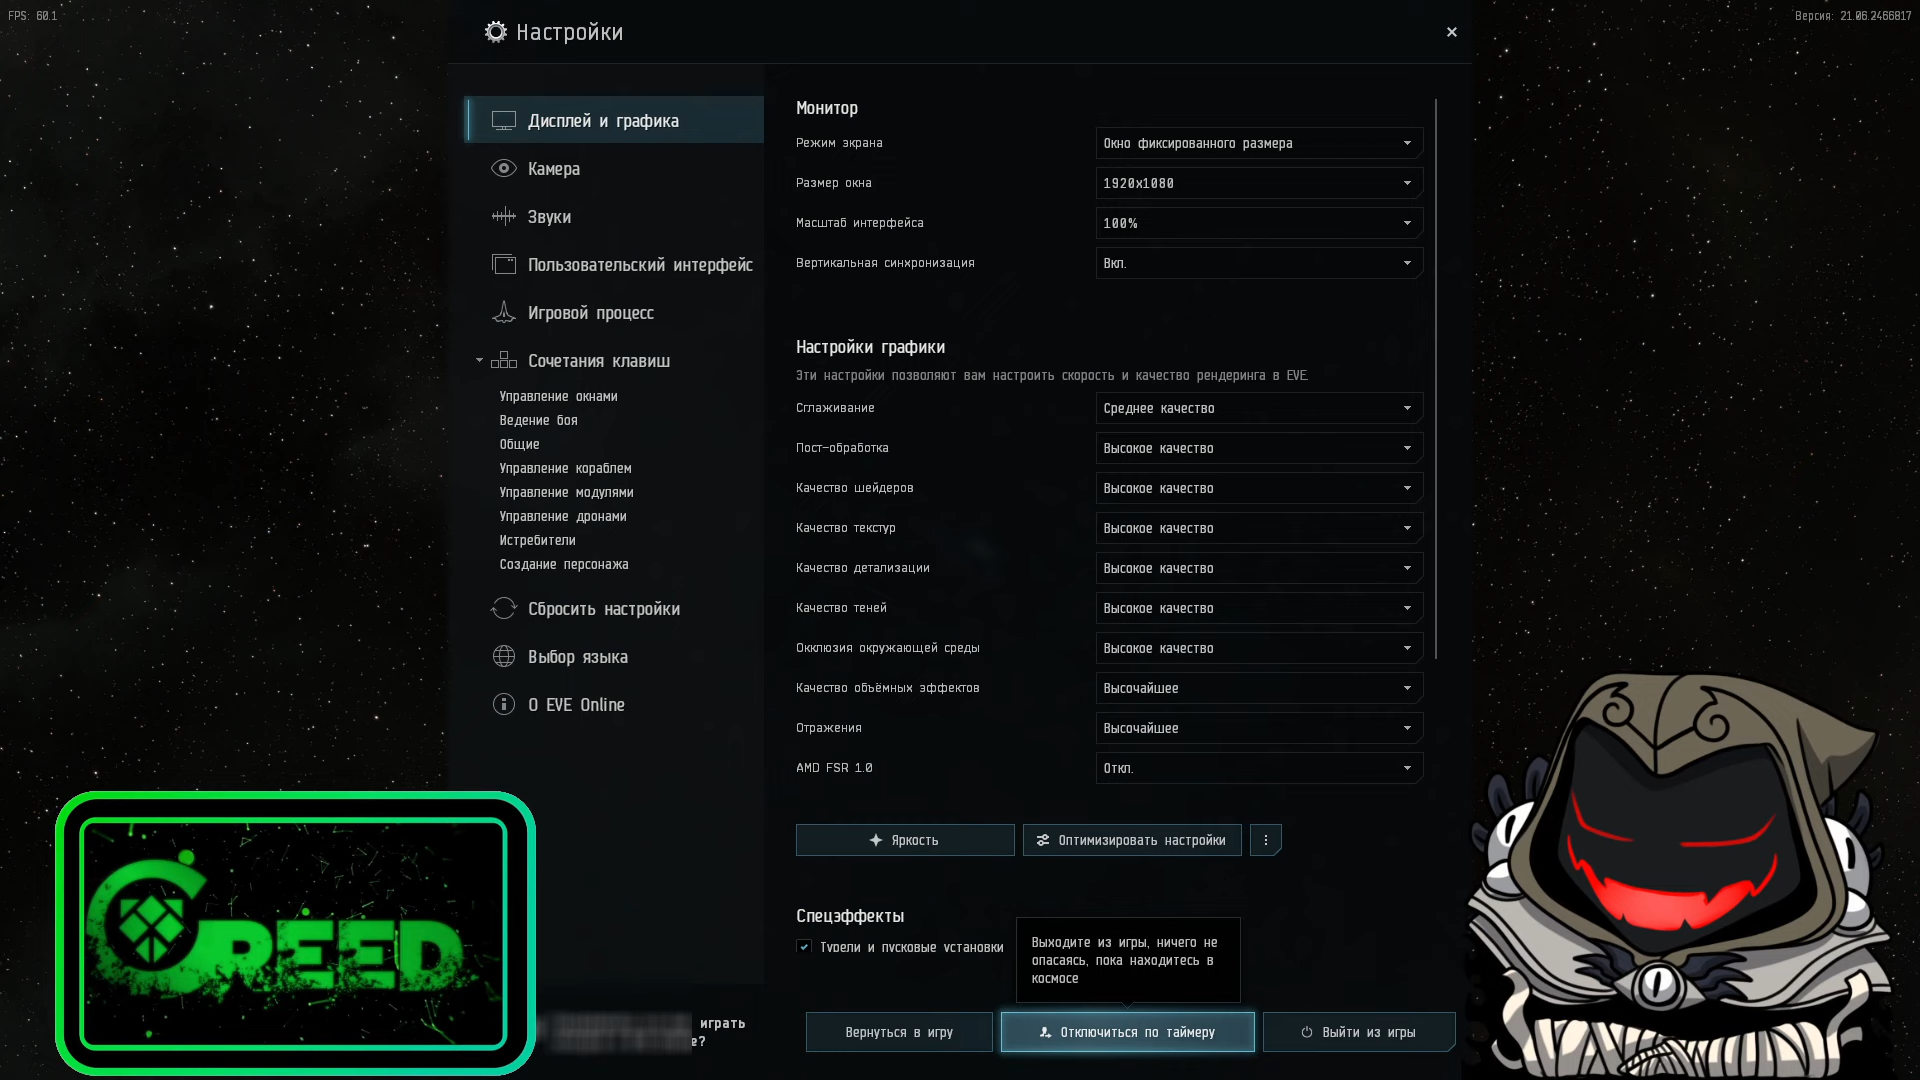 FPS: 60.1
Версия: 21.06.2466817
Настройки
Дисплей и графика
Камера
Звуки
Пользовательский интерфейс
Игровой процесс
Сочетания клавиш
Управление окнами
Ведение боя
Общие
Управление кораблем
Управление модулями
Управление дронами
Истребители
Создание персонажа
Сбросить настройки
Выбор языка
О EVE Online
Монитор
Режим экрана
Окно фиксированного размера
Размер окна
1920x1080
Масштаб интерфейса
100%
Вертикальная синхронизация
Вкл.
Настройки графики
Эти настройки позволяют вам настроить скорость и качество рендеринга в EVE.
Сглаживание
Среднее качество
Пост-обработка
Высокое качество
Качество шейдеров
Высокое качество
Качество текстур
Высокое качество
Качество детализации
Высокое качество
Качество теней
Высокое качество
Окклюзия окружающей среды
Высокое качество
Качество объёмных эффектов
Высочайшее
Отражения
Высочайшее
AMD FSR 1.0
Откл.
Яркость
Оптимизировать настройки
Спецэффекты
Турели и пусковые установки
Выходите из игры, ничего не
опасаясь, пока находитесь в
космосе
играть
е?
Вернуться в игру
Отключиться по таймеру
Выйти из игры
CREED